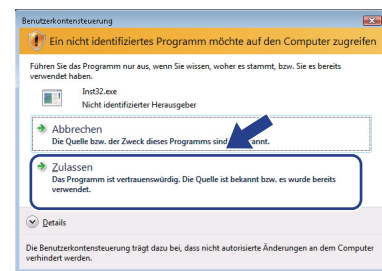 Benutzerkontensteuerung
Ein nicht identifiziertes Programm möchte auf den Computer zugreifen
Führen Sie das Programm nur aus, wenn Sie wissen, woher es stammt, bzw. Sie es bereits
verwendet haben.
Inst32.exe
Nicht identifizierter Herausgeber
Abbrechen
Die Quelle bzw. der Zweck dieses Programms sind
Zulassen
Das Programm ist vertrauenswürdig. Die Quelle ist bekannt bzw. es wurde bereits
verwendet.
Details
Die Benutzerkontensteuerung trägt dazu bei, dass nicht autorisierte Änderungen an dem Computer
verhindert werden.